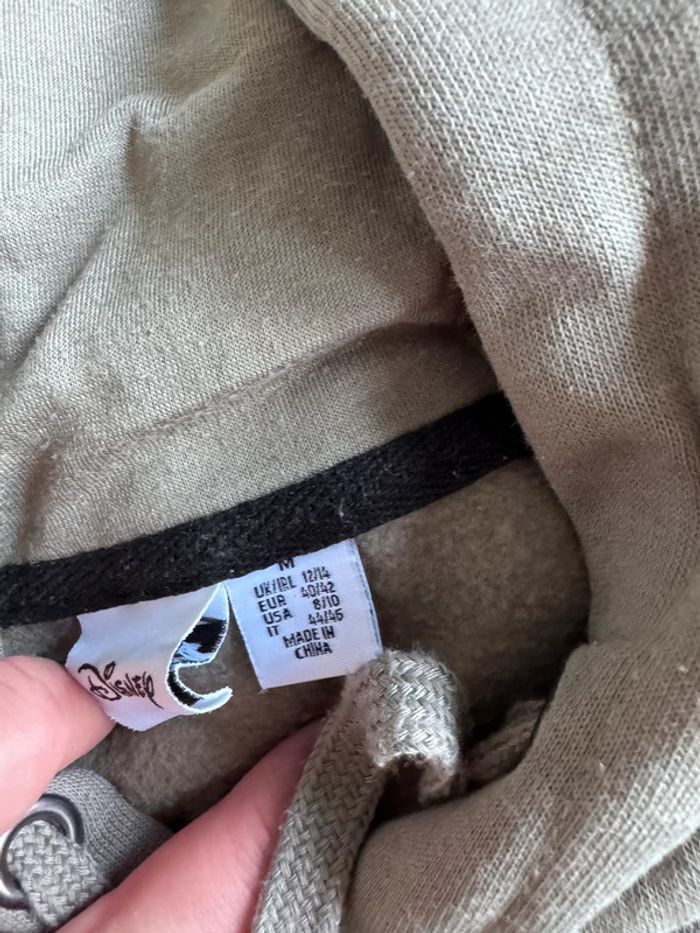 M
UK/IRL 12/14
EUR 40/42
USA 8/10
IT 44/46
MADE IN
CHINA
Disney